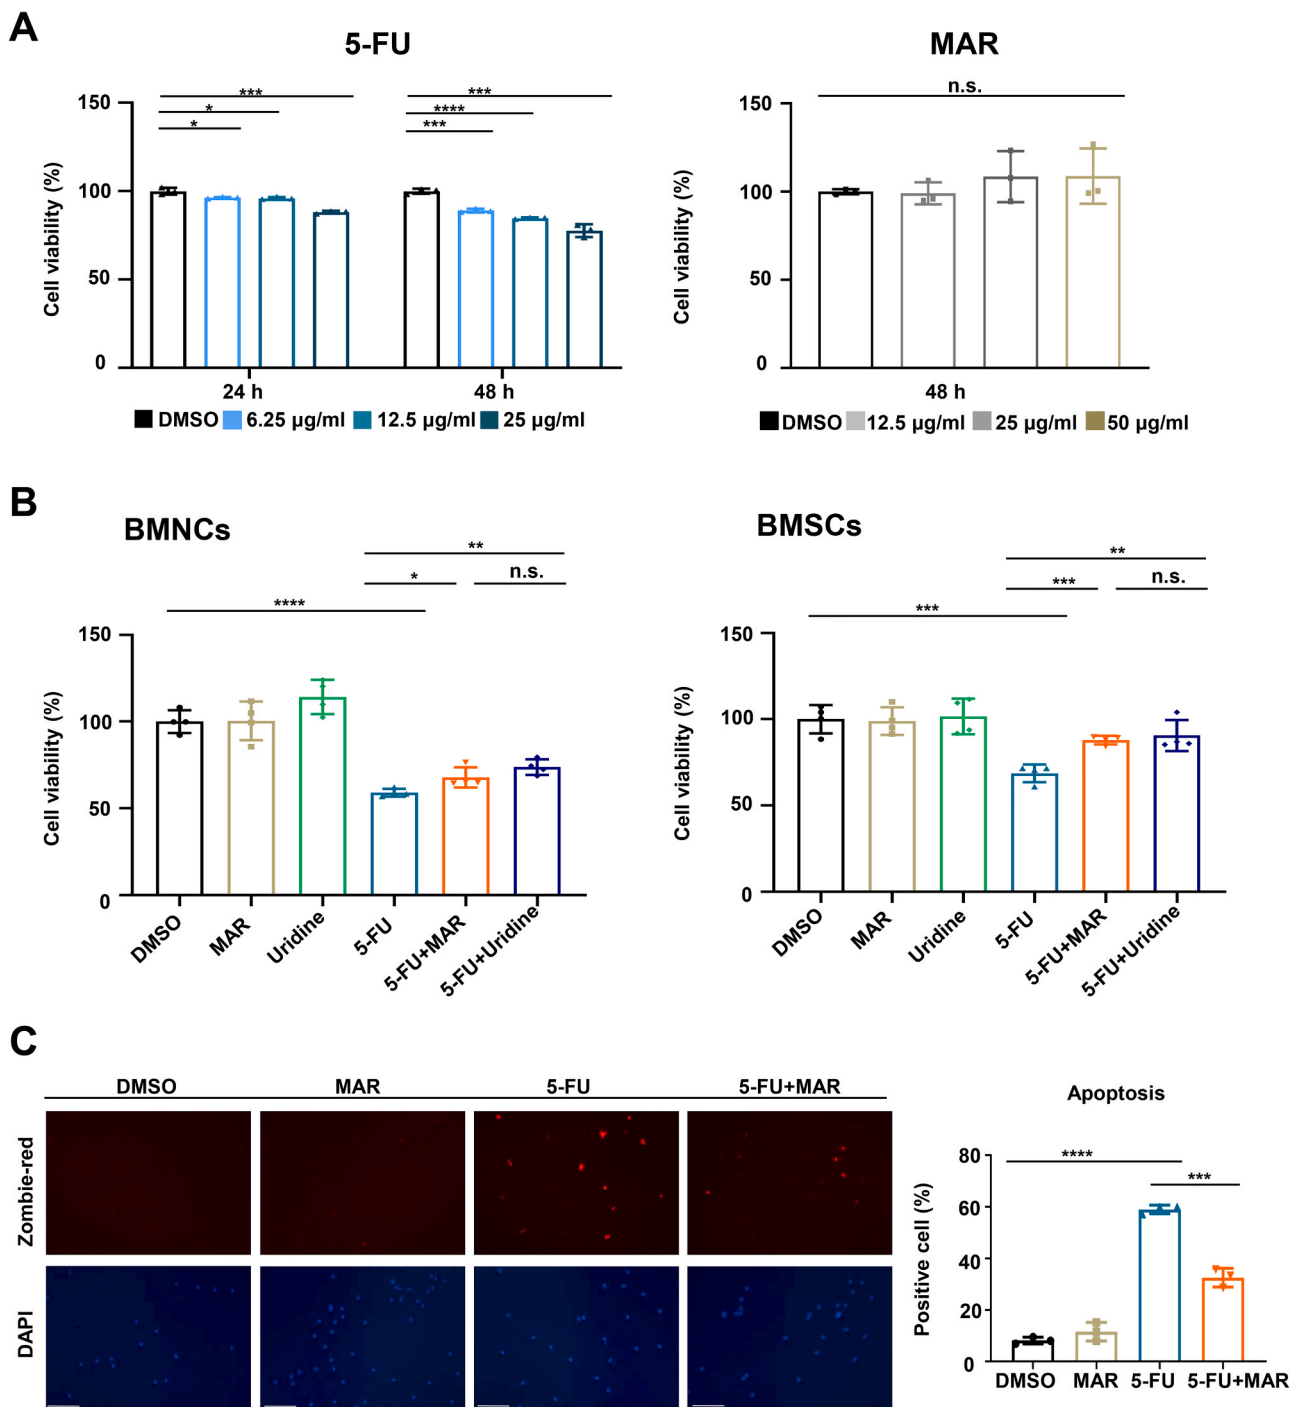 A
5-FU
MAR
Cell viability (%)
150
100
50
0
***
*
*
***
****
***
24 h
48 h
DMSO 6.25 µg/ml 12.5 µg/ml 25 µg/ml
Cell viability (%)
150
100
50
0
n.s.
48 h
DMSO 12.5 µg/ml 25 µg/ml 50 µg/ml
B
BMNCs
Cell viability (%)
150
100
50
0
**
*
n.s.
****
DMSO
MAR
Uridine
5-FU
5-FU+MAR
5-FU+Uridine
BMSCs
Cell viability (%)
150
100
50
0
**
***
n.s.
***
DMSO
MAR
Uridine
5-FU
5-FU+MAR
5-FU+Uridine
C
DMSO MAR 5-FU 5-FU+MAR
Zombie-red
DAPI
Apoptosis
Positive cell (%)
80
60
40
20
0
****
***
DMSO MAR 5-FU 5-FU+MAR